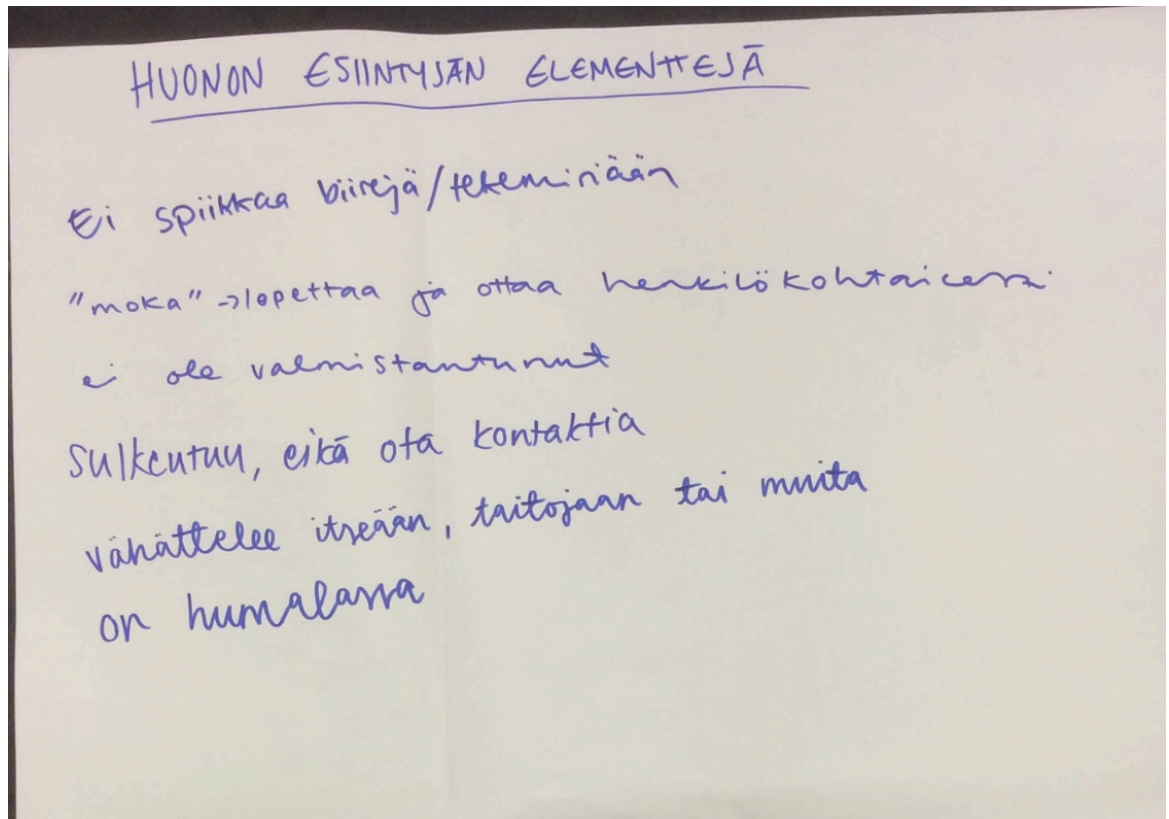 HUONON ESIINTYJÄN ELEMENTTEJÄ
Ei spiikkaa biisejä/tekemisiään
"moka" ->lopettaa ja ottaa henkilökohtaisesti
ei ole valmistautunut
Sulkeutuu, eikä ota kontaktia
vähättelee itseään, taitojaan tai muita
on humalassa